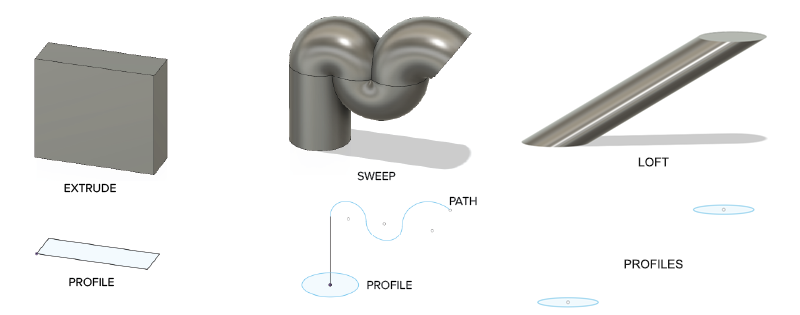 EXTRUDE
SWEEP
LOFT
PROFILE
PATH
PROFILE
PROFILES